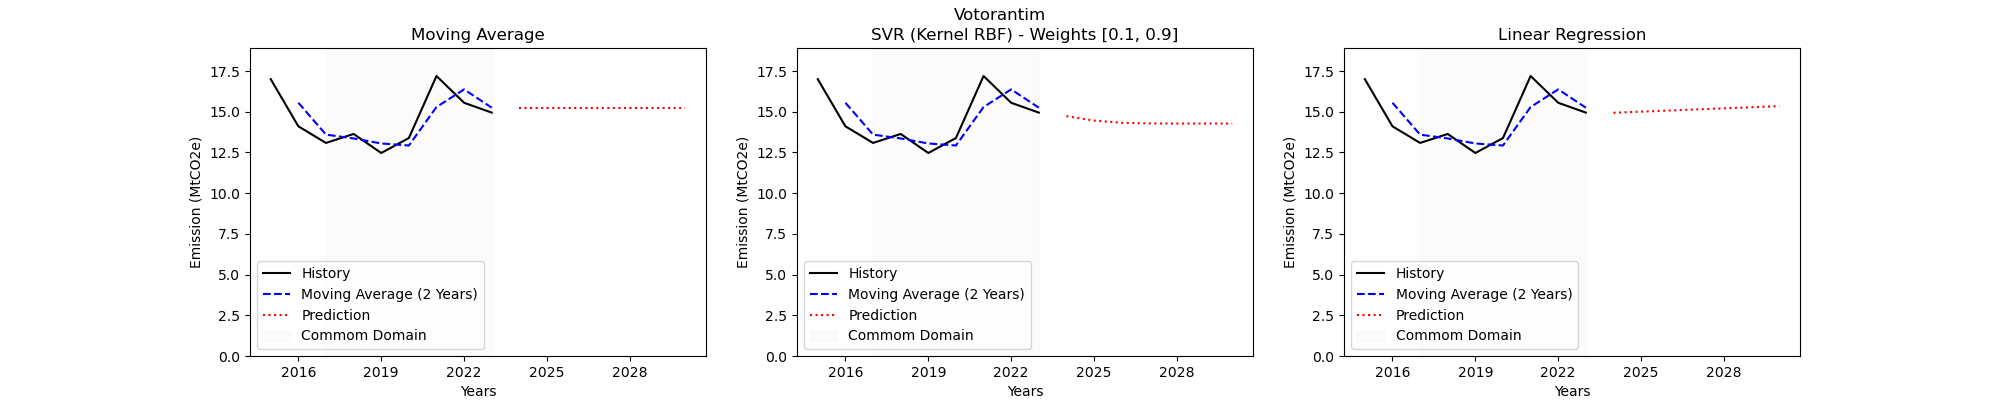 Votorantim
Moving Average
17.5
15.0
12.5
10.0
7.5
5.0
2.5
0.0
Emission (MtCO2e)
History
Moving Average (2 Years)
Prediction
Commom Domain
2016 2019 2022 2025 2028
Years
SVR (Kernel RBF) - Weights [0.1, 0.9]
17.5
15.0
12.5
10.0
7.5
5.0
2.5
0.0
Emission (MtCO2e)
History
Moving Average (2 Years)
Prediction
Commom Domain
2016 2019 2022 2025 2028
Years
Linear Regression
17.5
15.0
12.5
10.0
7.5
5.0
2.5
0.0
Emission (MtCO2e)
History
Moving Average (2 Years)
Prediction
Commom Domain
2016 2019 2022 2025 2028
Years